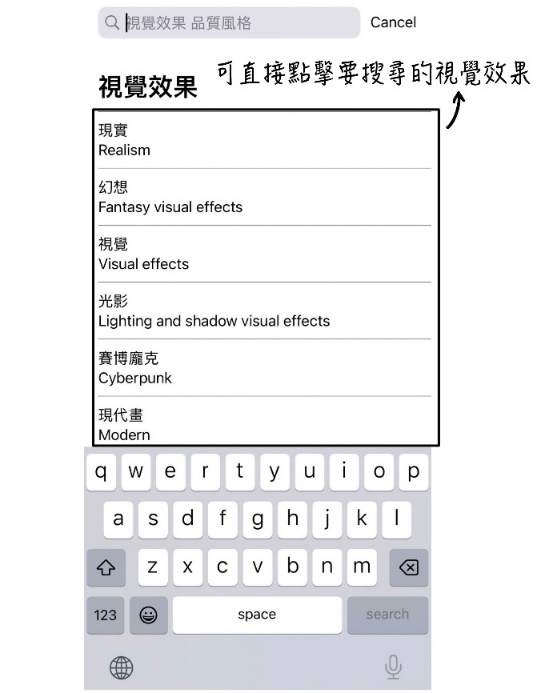 視覺效果 品質風格 Cancel
視覺效果 可直接點擊要搜尋的視覺效果
現實
Realism
幻想
Fantasy visual effects
視覺
Visual effects
光影
Lighting and shadow visual effects
賽博龐克
Cyberpunk
現代畫
Modern
q w e r t y u i o p
a s d f g h j k l
z x c v b n m
123 space search